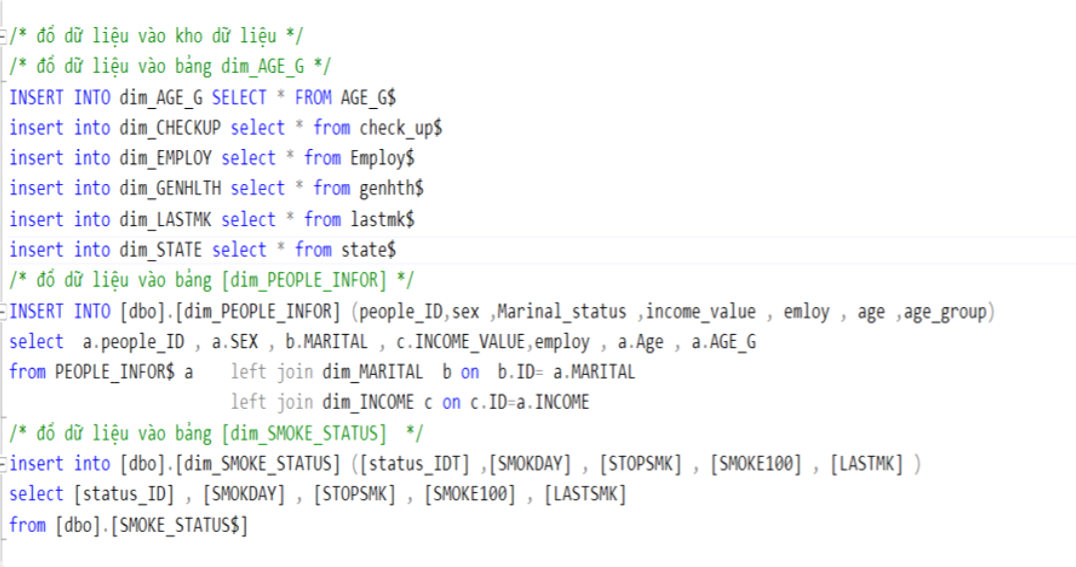 /* đổ dữ liệu vào kho dữ liệu */
/* đổ dữ liệu vào bảng dim_AGE_G */
INSERT INTO dim_AGE_G SELECT * FROM AGE_G$
insert into dim_CHECKUP select * from check_up$
insert into dim_EMPLOY select * from Employ$
insert into dim_GENHLTH select * from genhth$
insert into dim_LASTMK select * from lastmk$
insert into dim_STATE select * from state$
/* đổ dữ liệu vào bảng [dim_PEOPLE_INFOR] */
INSERT INTO [dbo].[dim_PEOPLE_INFOR] (people_ID,sex ,Marinal_status ,income_value , emloy , age ,age_group)
select a.people_ID , a.SEX , b.MARITAL , c.INCOME_VALUE,employ , a.Age , a.AGE_G
from PEOPLE_INFOR$ a left join dim_MARITAL b on b.ID= a.MARITAL
left join dim_INCOME c on c.ID=a.INCOME
/* đổ dữ liệu vào bảng [dim_SMOKE_STATUS] */
insert into [dbo].[dim_SMOKE_STATUS] ([status_IDT] ,[SMOKDAY] , [STOPSMK] , [SMOKE100] , [LASTMK] )
select [status_ID] , [SMOKDAY] , [STOPSMK] , [SMOKE100] , [LASTSMK]
from [dbo].[SMOKE_STATUS$]